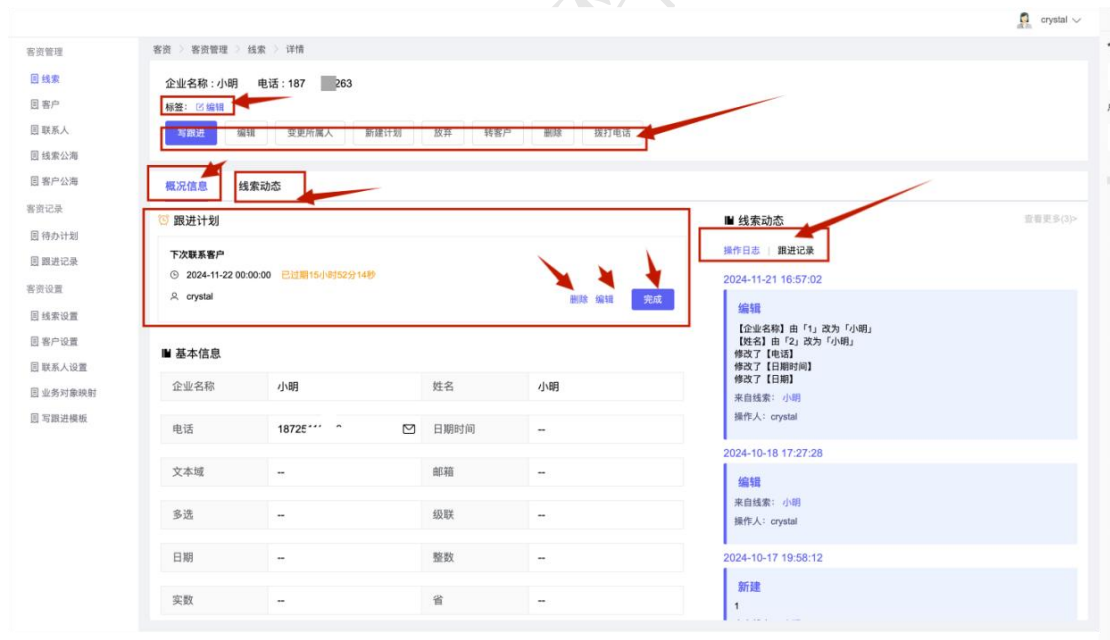 crystal
客资管理
线索
客户
联系人
线索公海
客户公海
客资记录
待办计划
跟进记录
客资设置
线索设置
客户设置
联系人设置
业务对象映射
写跟进模板
客资 > 客资管理 > 线索 > 详情
企业名称：小明 电话：187 263
标签： 编辑
写跟进 编辑 变更所属人 新建计划 放弃 转客户 删除 拨打电话
概况信息 线索动态
跟进计划
下次联系客户
2024-11-22 00:00:00 已过期15小时52分14秒
crystal
删除 编辑 完成
基本信息
企业名称 小明 姓名 小明
电话 18725 日期时间 --
文本域 -- 邮箱 --
多选 -- 级联 --
日期 -- 整数 --
实数 -- 省 --
线索动态 查看更多(3)>
操作日志 | 跟进记录
2024-11-21 16:57:02
编辑
【企业名称】由「1」改为「小明」
【姓名】由「2」改为「小明」
修改了【电话】
修改了【日期时间】
修改了【日期】
来自线索： 小明
操作人：crystal
2024-10-18 17:27:28
编辑
来自线索： 小明
操作人：crystal
2024-10-17 19:58:12
新建
1